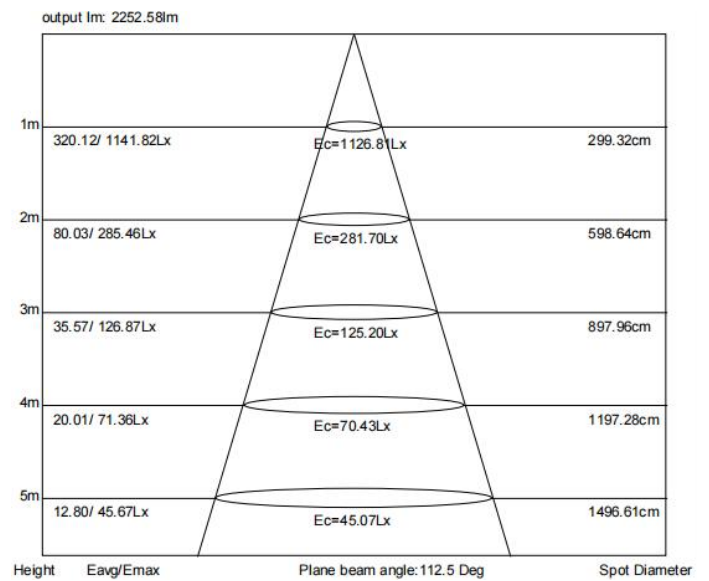 output lm: 2252.58lm
1m
320.12/ 1141.82Lx Ec=1126.81Lx 299.32cm
2m
80.03/ 285.46Lx Ec=281.70Lx 598.64cm
3m
35.57/ 126.87Lx Ec=125.20Lx 897.96cm
4m
20.01/ 71.36Lx Ec=70.43Lx 1197.28cm
5m
12.80/ 45.67Lx Ec=45.07Lx 1496.61cm
Height Eavg/Emax Plane beam angle:112.5 Deg Spot Diameter